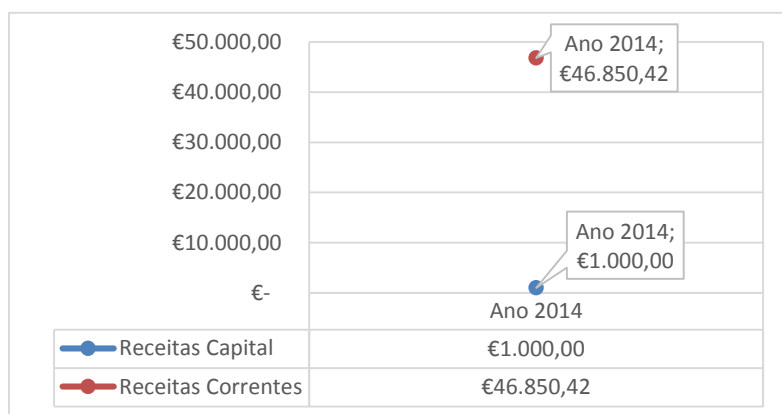 €50.000,00
Ano 2014;
€46.850,42
€40.000,00
€30.000,00
€20.000,00
€10.000,00
Ano 2014;
€1.000,00
€-
Ano 2014
Receitas Capital €1.000,00
Receitas Correntes €46.850,42